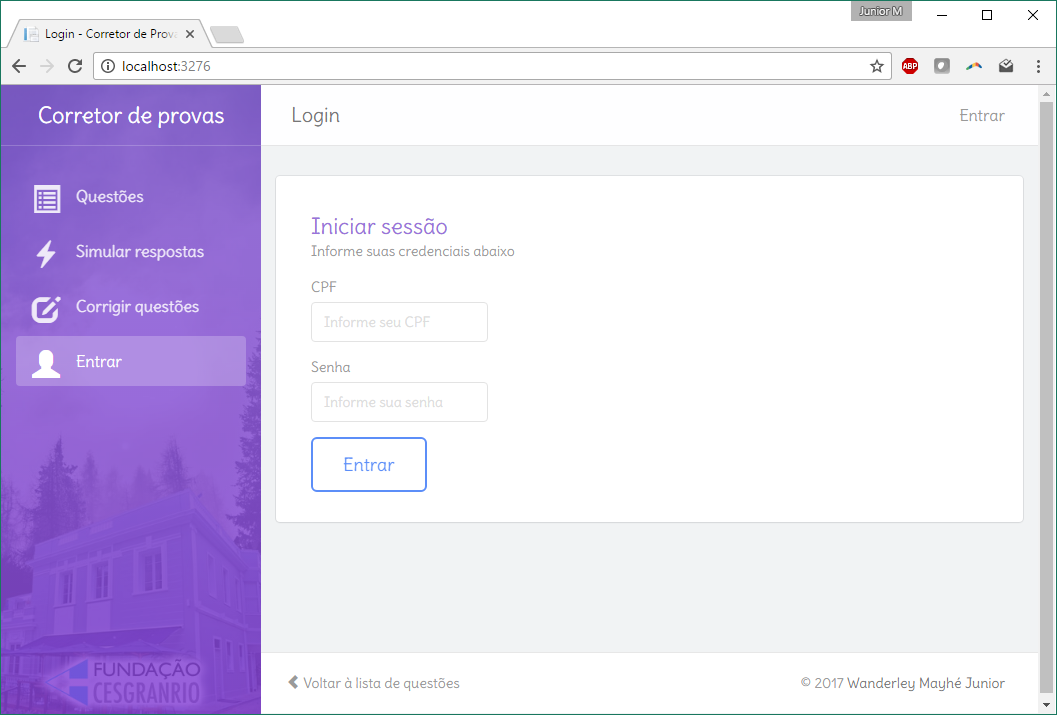 Junior M
Login - Corretor de Prov
localhost:3276
ABP
Corretor de provas
Login
Entrar
Questões
Simular respostas
Corrigir questões
Entrar
Iniciar sessão
Informe suas credenciais abaixo
CPF
Informe seu CPF
Senha
Informe sua senha
Entrar
FUNDAÇÃO
CESGRANRIO
Voltar à lista de questões
© 2017 Wanderley Mayhé Junior